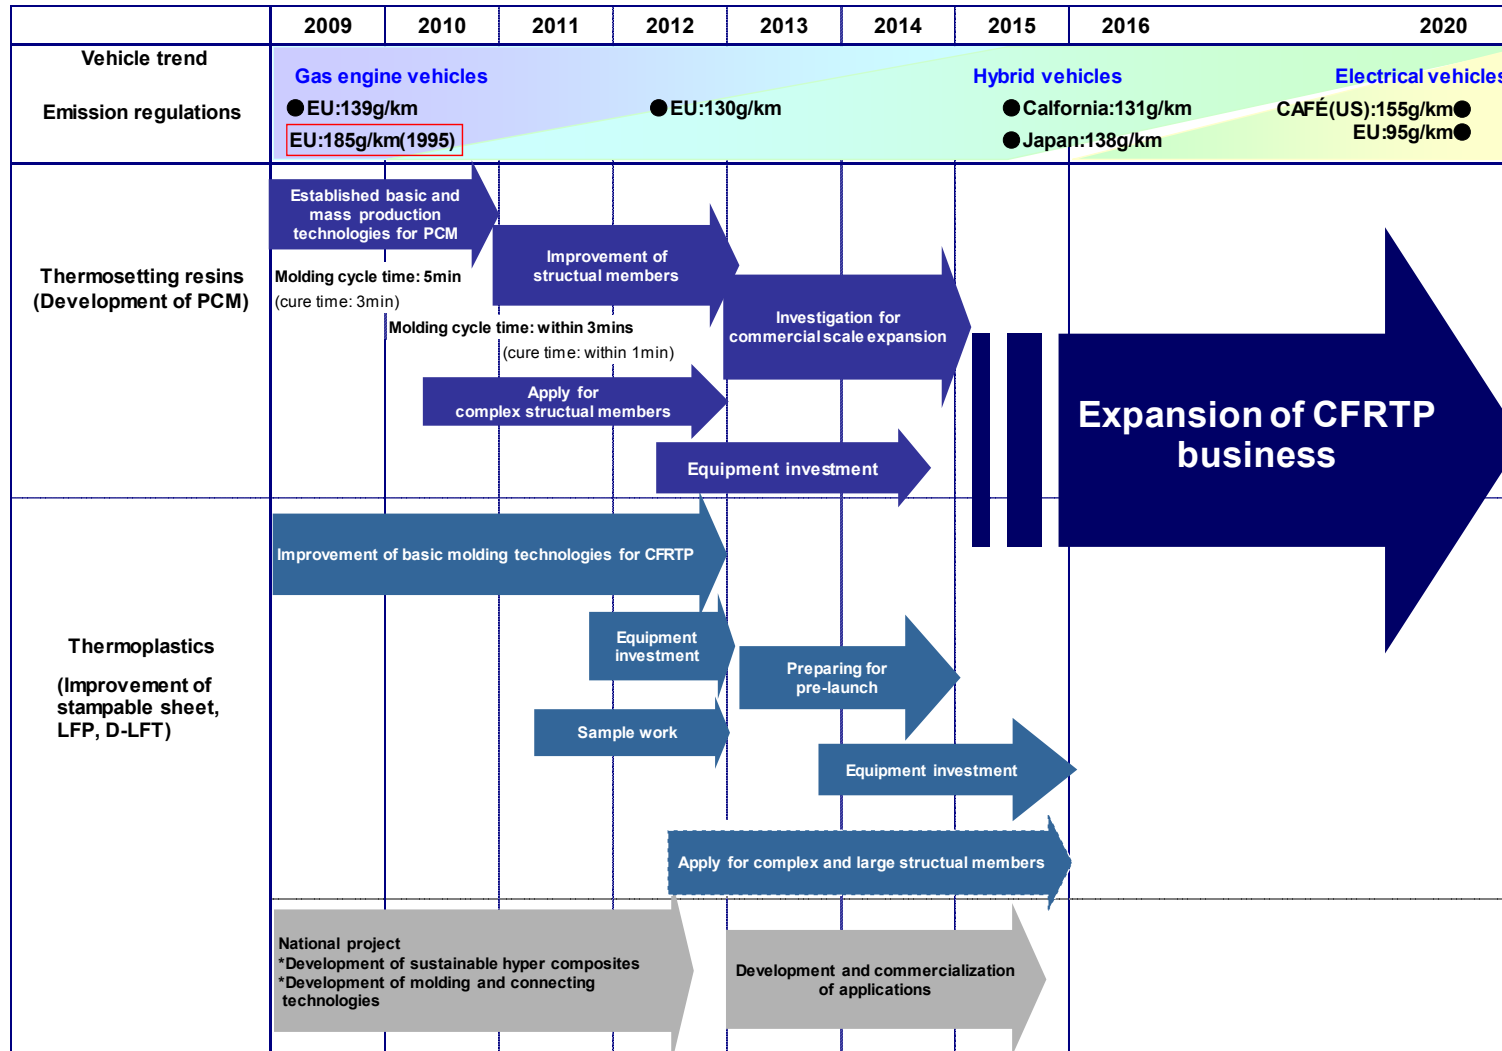 2009 2010 2011 2012 2013 2014 2015 2016 2020
Vehicle trend
Gas engine vehicles Hybrid vehicles Electrical vehicles
Emission regulations
EU:139g/km EU:130g/km Calfornia:131g/km CAFÉ(US):155g/km
EU:185g/km(1995) Japan:138g/km EU:95g/km
Thermosetting resins
(Development of PCM)
Established basic and
mass production
technologies for PCM
Molding cycle time: 5min
(cure time: 3min)
Improvement of
structual members
Molding cycle time: within 3mins
(cure time: within 1min)
Investigation for
commercial scale expansion
Apply for
complex structual members
Equipment investment
Expansion of CFRTP
business
Thermoplastics
(Improvement of
stampable sheet,
LFP, D-LFT)
Improvement of basic molding technologies for CFRTP
Equipment
investment
Preparing for
pre-launch
Sample work
Equipment investment
Apply for complex and large structual members
National project
*Development of sustainable hyper composites
*Development of molding and connecting
technologies
Development and commercialization
of applications